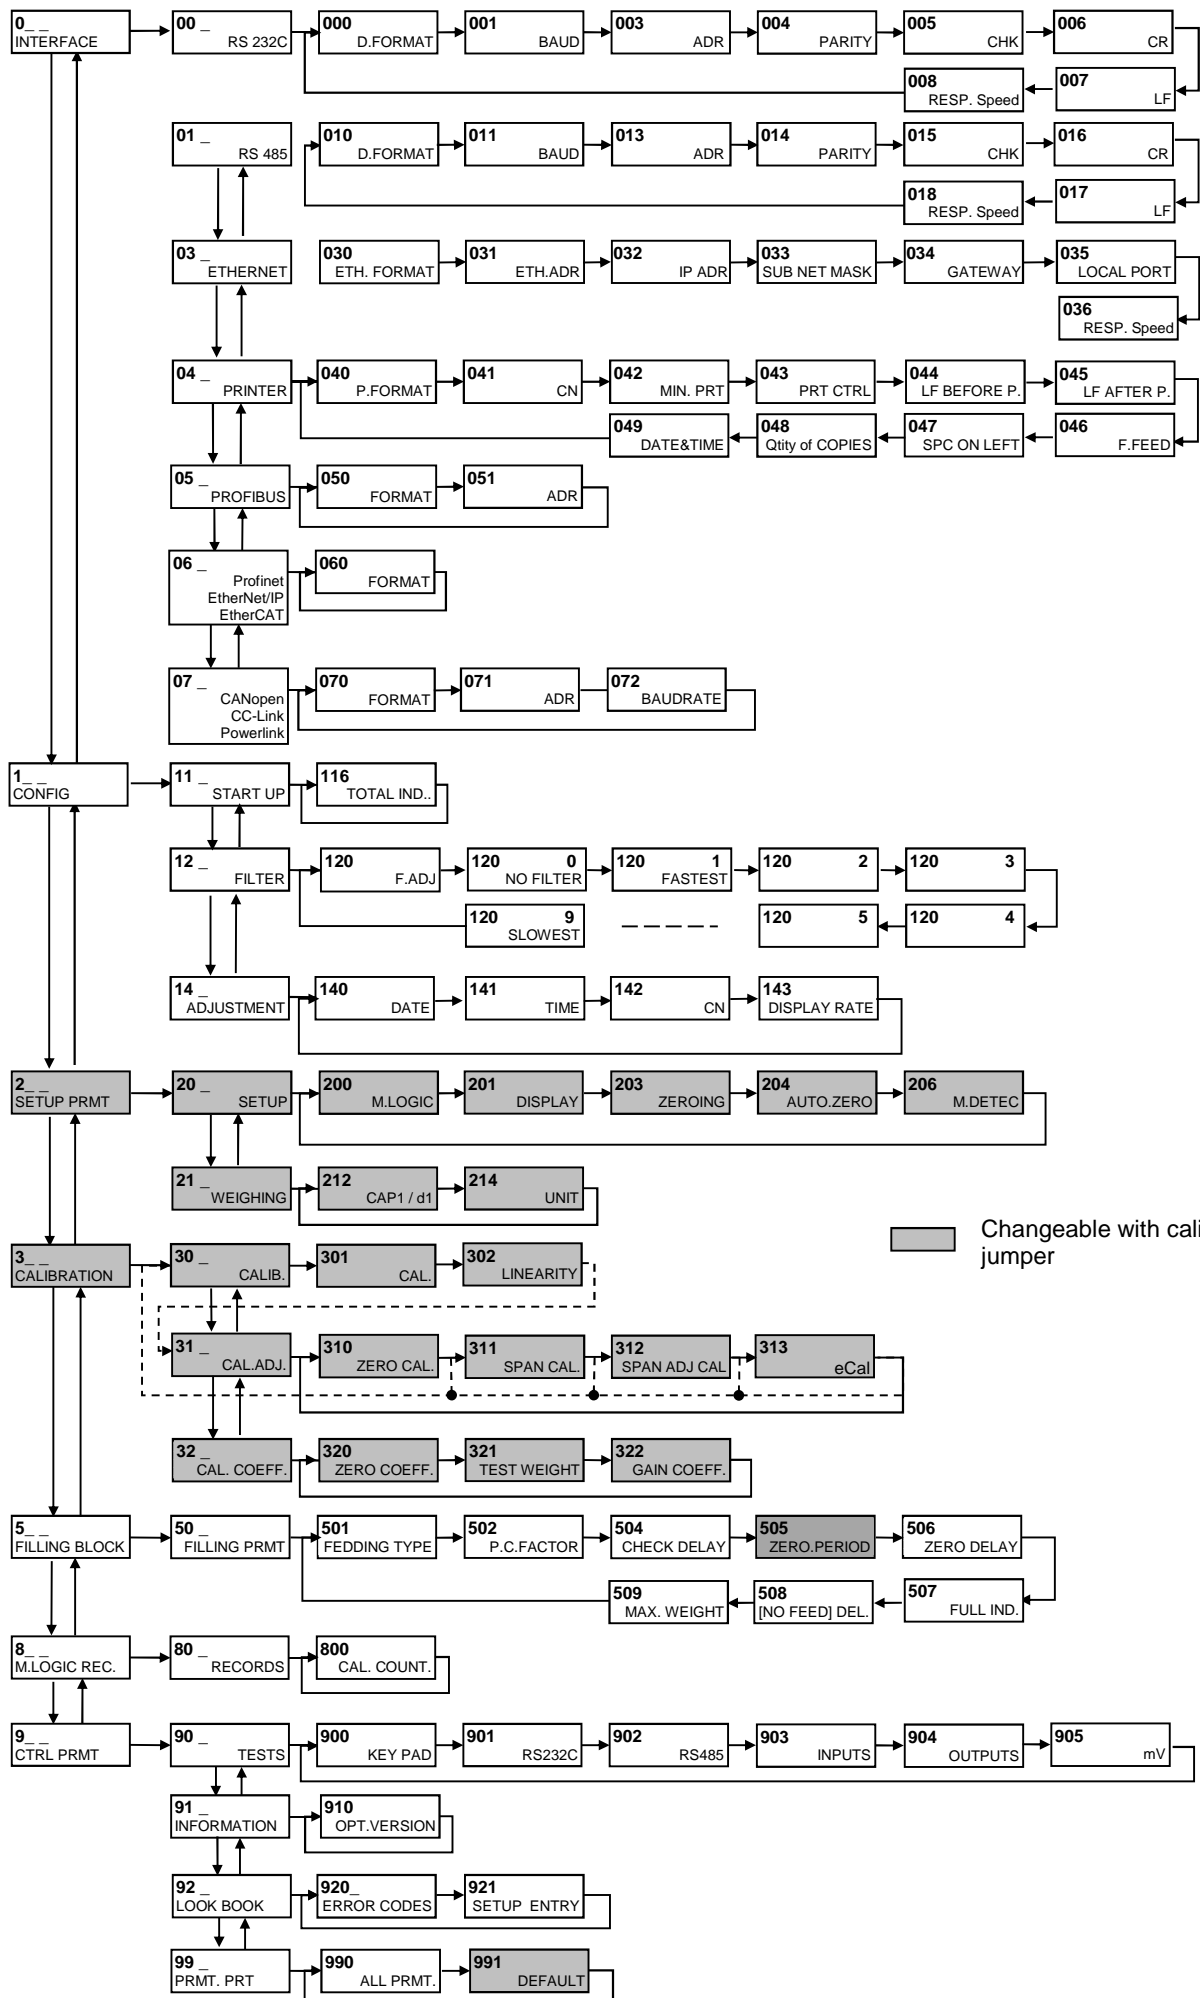 0_ _
INTERFACE
00 _
RS 232C
000
D.FORMAT
001
BAUD
003
ADR
004
PARITY
005
CHK
006
CR
008
RESP. Speed
007
LF
01 _
RS 485
010
D.FORMAT
011
BAUD
013
ADR
014
PARITY
015
CHK
016
CR
018
RESP. Speed
017
LF
03 _
ETHERNET
030
ETH. FORMAT
031
ETH.ADR
032
IP ADR
033
SUB NET MASK
034
GATEWAY
035
LOCAL PORT
036
RESP. Speed
04 _
PRINTER
040
P.FORMAT
041
CN
042
MIN. PRT
043
PRT CTRL
044
LF BEFORE P.
045
LF AFTER P.
049
DATE&TIME
048
Qtity of COPIES
047
SPC ON LEFT
046
F.FEED
05 _
PROFIBUS
050
FORMAT
051
ADR
06 _
Profinet
EtherNet/IP
EtherCAT
060
FORMAT
07 _
CANopen
CC-Link
Powerlink
070
FORMAT
071
ADR
072
BAUDRATE
1_ _
CONFIG
11 _
START UP
116
TOTAL IND..
12 _
FILTER
120
F.ADJ
120 0
NO FILTER
120 1
FASTEST
120 2
120 3
120 9
SLOWEST
120 5
120 4
14 _
ADJUSTMENT
140
DATE
141
TIME
142
CN
143
DISPLAY RATE
2_ _
SETUP PRMT
20 _
SETUP
200
M.LOGIC
201
DISPLAY
203
ZEROING
204
AUTO.ZERO
206
M.DETEC
21 _
WEIGHING
212
CAP1 / d1
214
UNIT
Changeable with cali
jumper
3_ _
CALIBRATION
30 _
CALIB.
301
CAL.
302
LINEARITY
31 _
CAL.ADJ.
310
ZERO CAL.
311
SPAN CAL.
312
SPAN ADJ CAL
313
eCal
32 _
CAL. COEFF.
320
ZERO COEFF.
321
TEST WEIGHT
322
GAIN COEFF.
5_ _
FILLING BLOCK
50 _
FILLING PRMT
501
FEDDING TYPE
502
P.C.FACTOR
504
CHECK DELAY
505
ZERO.PERIOD
506
ZERO DELAY
509
MAX. WEIGHT
508
[NO FEED] DEL.
507
FULL IND.
8_ _
M.LOGIC REC.
80 _
RECORDS
800
CAL. COUNT.
9_ _
CTRL PRMT
90 _
TESTS
900
KEY PAD
901
RS232C
902
RS485
903
INPUTS
904
OUTPUTS
905
mV
91 _
INFORMATION
910
OPT.VERSION
92 _
LOOK BOOK
920_
ERROR CODES
921
SETUP ENTRY
99 _
PRMT. PRT
990
ALL PRMT.
991
DEFAULT